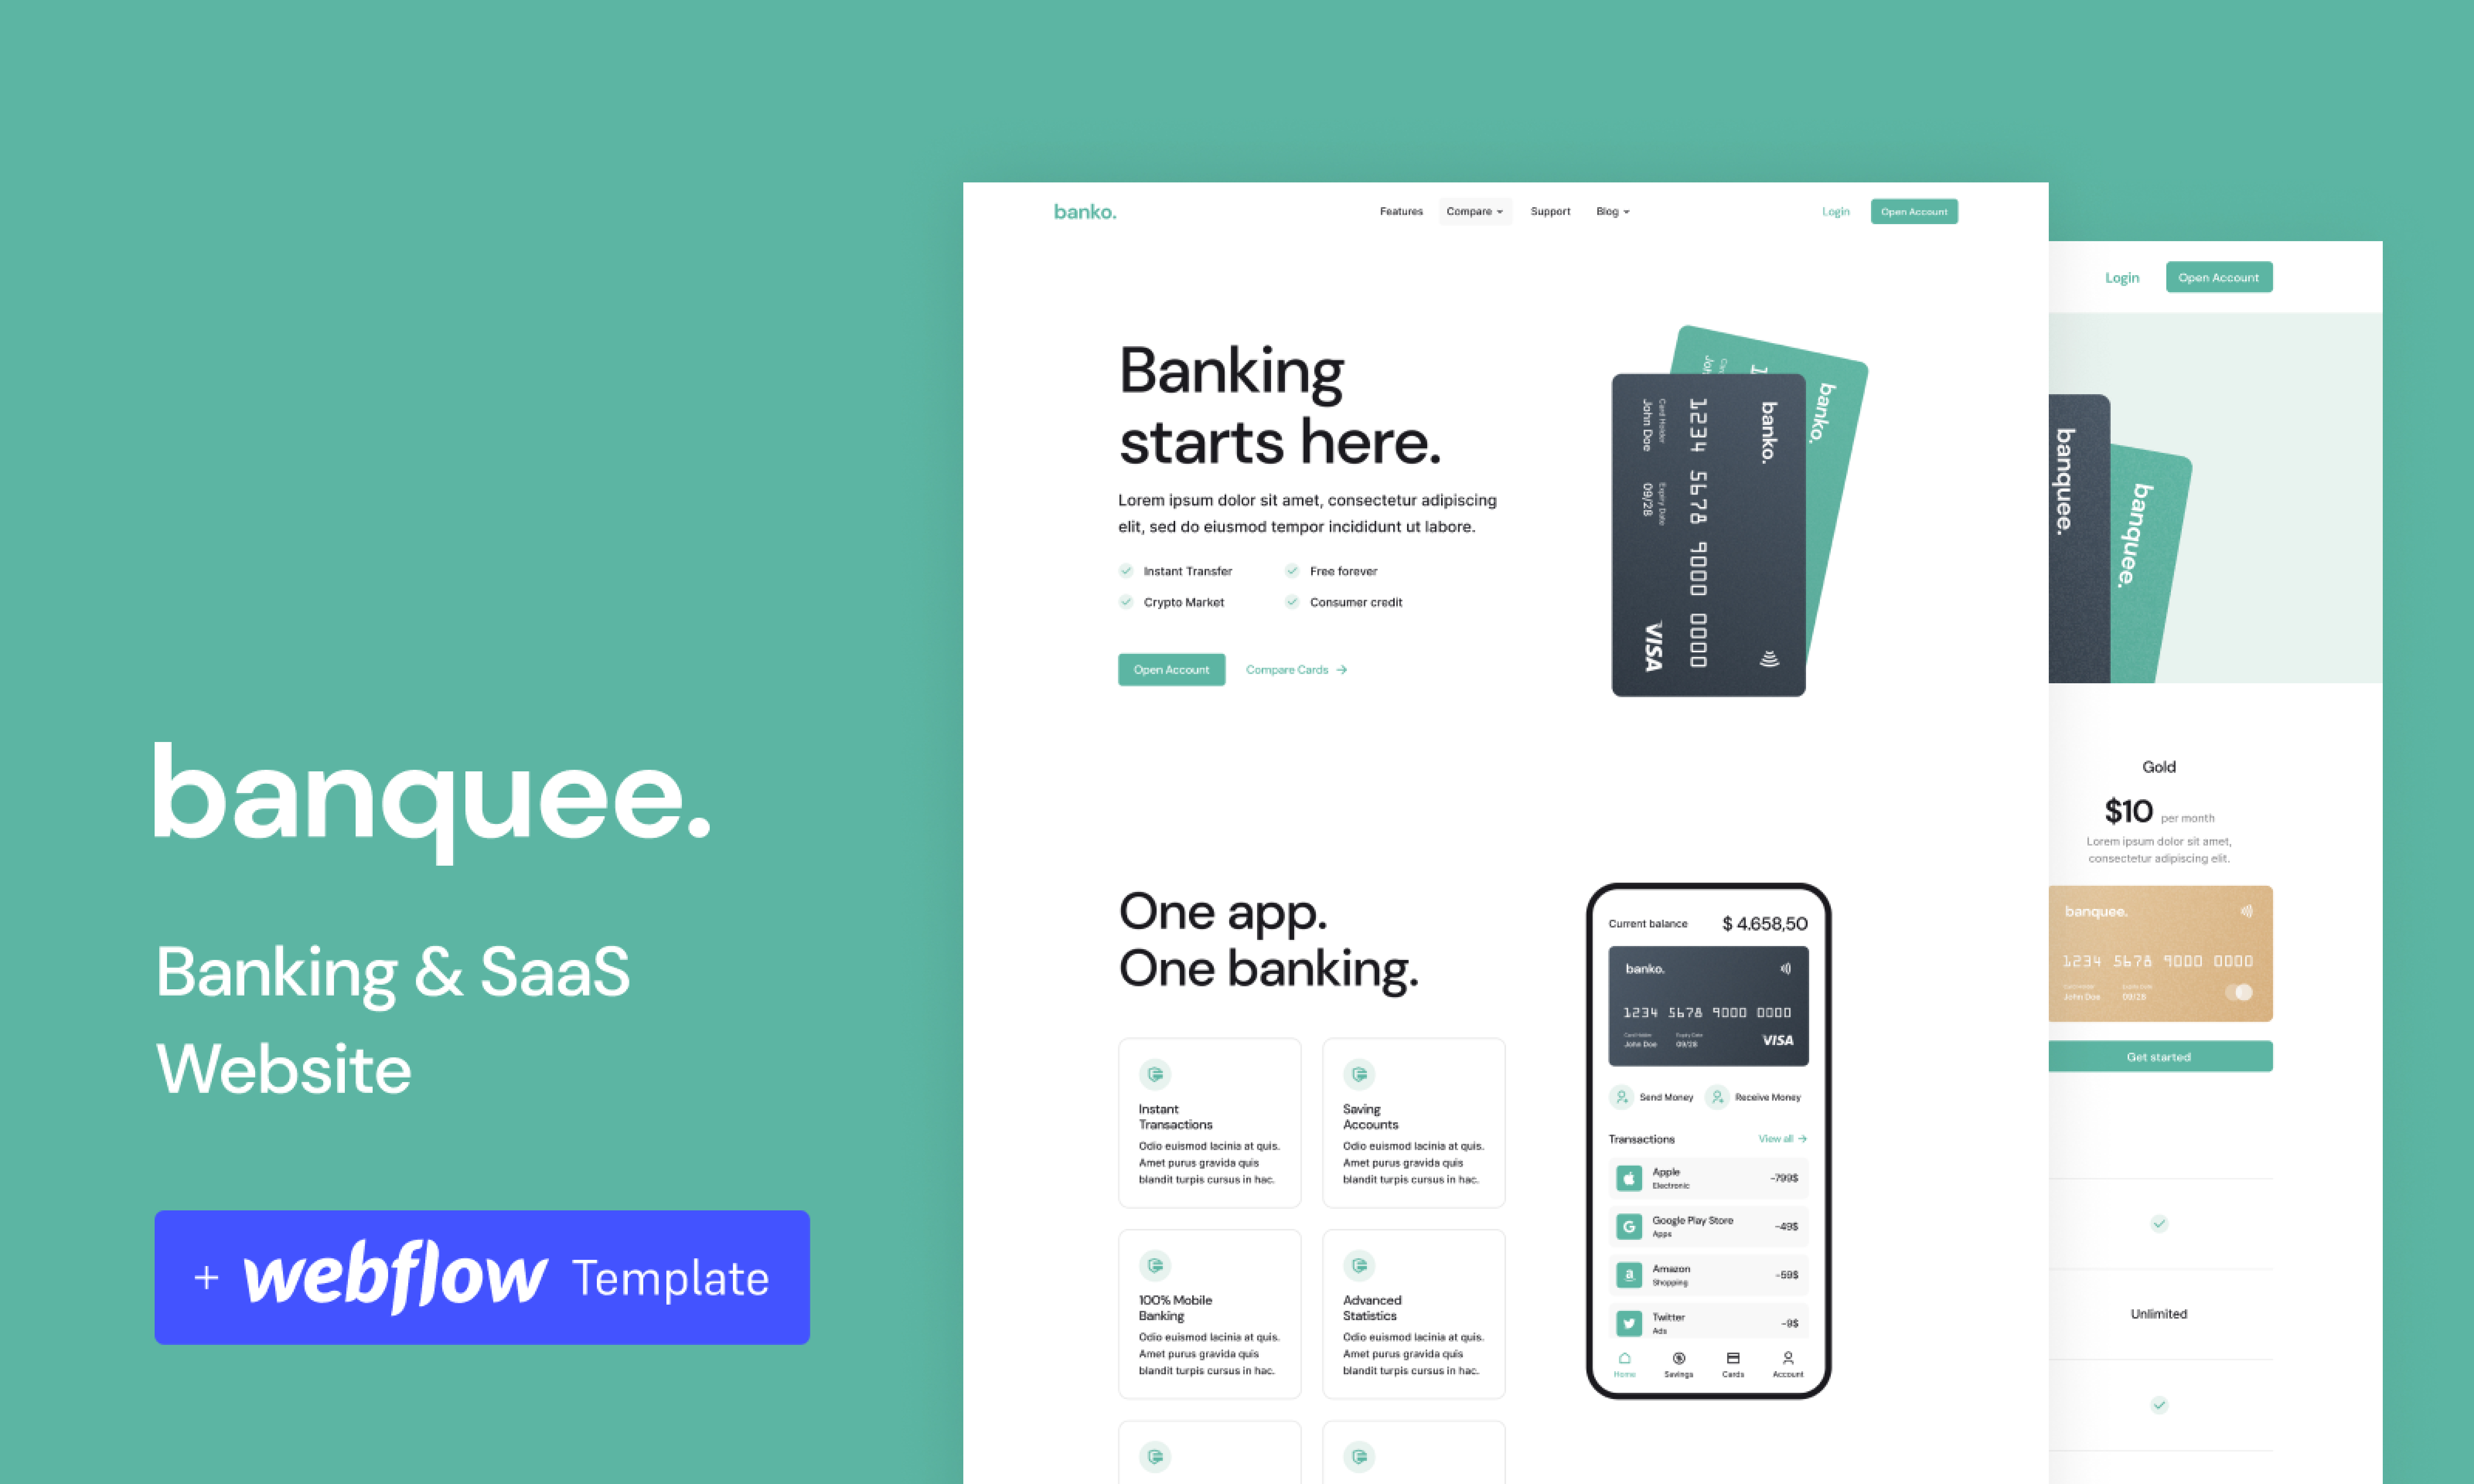 banquee.
Banking & SaaS
Website
+ webflow Template
banko.
Features
Compare
Support
Blog
Login
Open Account
Banking
starts here.
Lorem ipsum dolor sit amet, consectetur adipiscing
elit, sed do eiusmod tempor incididunt ut labore.
Instant Transfer
Free forever
Crypto Market
Consumer credit
Open Account
Compare Cards
banko.
banko.
1234 5678 9000 0000
Card Holder
John Doe
Expiry Date
09/28
VISA
One app.
One banking.
Instant
Transactions
Odio euismod lacinia at quis.
Amet purus gravida quis
blandit turpis cursus in hac.
Saving
Accounts
Odio euismod lacinia at quis.
Amet purus gravida quis
blandit turpis cursus in hac.
100% Mobile
Banking
Odio euismod lacinia at quis.
Amet purus gravida quis
blandit turpis cursus in hac.
Advanced
Statistics
Odio euismod lacinia at quis.
Amet purus gravida quis
blandit turpis cursus in hac.
Current balance
$ 4.658,50
banko.
1234 5678 9000 0000
Card Holder
John Doe
Expiry Date
09/28
VISA
Send Money
Receive Money
Transactions
View all
Apple
Electronic
-799$
Google Play Store
Apps
-49$
Amazon
Shopping
-59$
Twitter
Ads
-9$
Home
Savings
Cards
Account
Login
Open Account
banquee.
banquee.
Gold
$10 per month
Lorem ipsum dolor sit amet,
consectetur adipiscing elit.
banquee.
1234 5678 9000 0000
John Doe
09/28
Get started
Unlimited